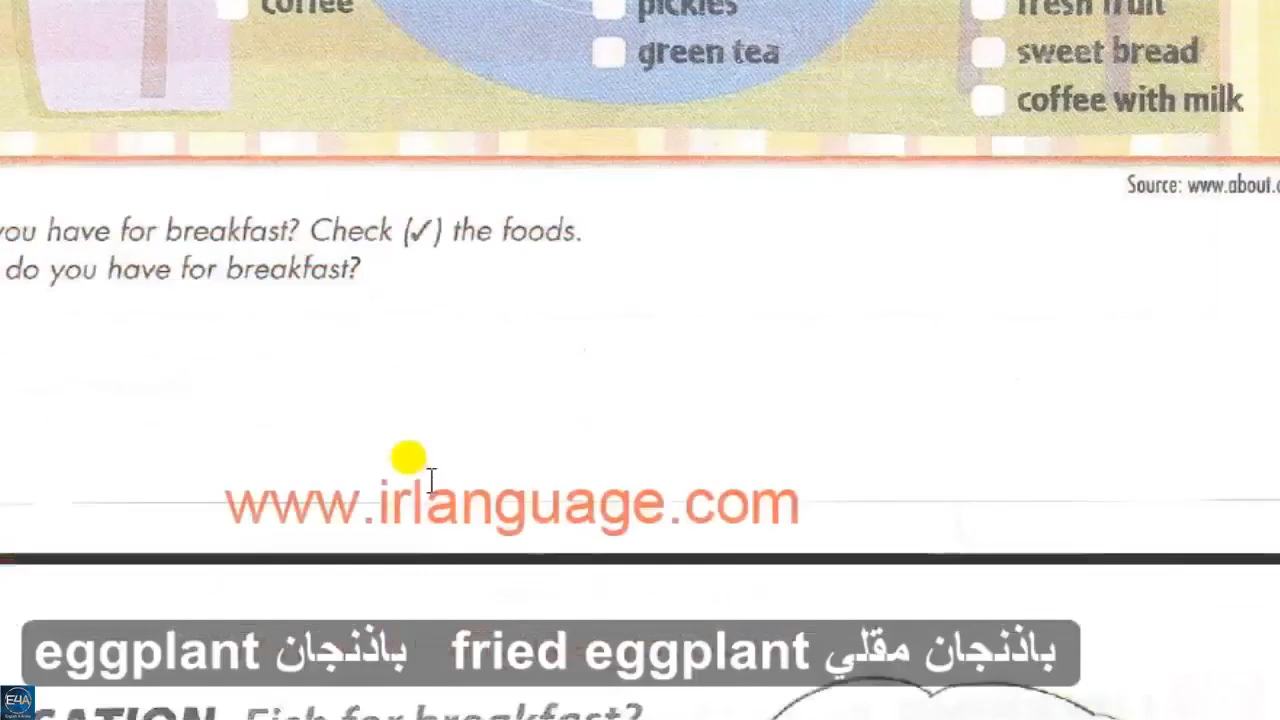 coffee
pickles
fresh fruit
green tea
sweet bread
coffee with milk
Source: www.about.c
you have for breakfast? Check (✓) the foods.
do you have for breakfast?
www.irlanguage.com
eggplant باذنجان fried eggplant باذنجان مقلي
E4A
SATION Fish for breakfast?